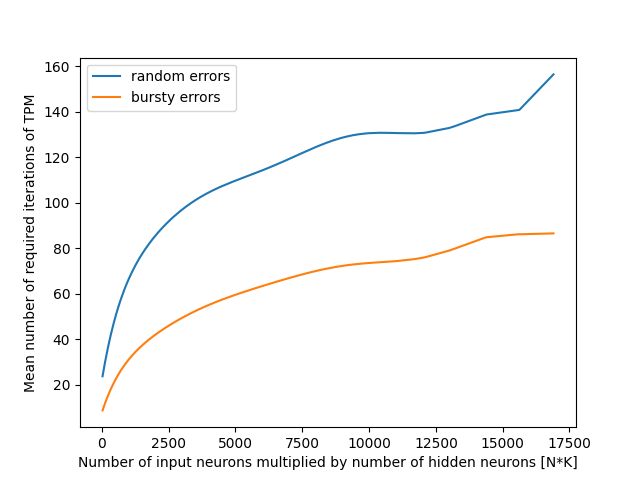 160
140
120
100
80
60
40
20
Mean number of required iterations of TPM
random errors
bursty errors
0 2500 5000 7500 10000 12500 15000 17500
Number of input neurons multiplied by number of hidden neurons [N*K]